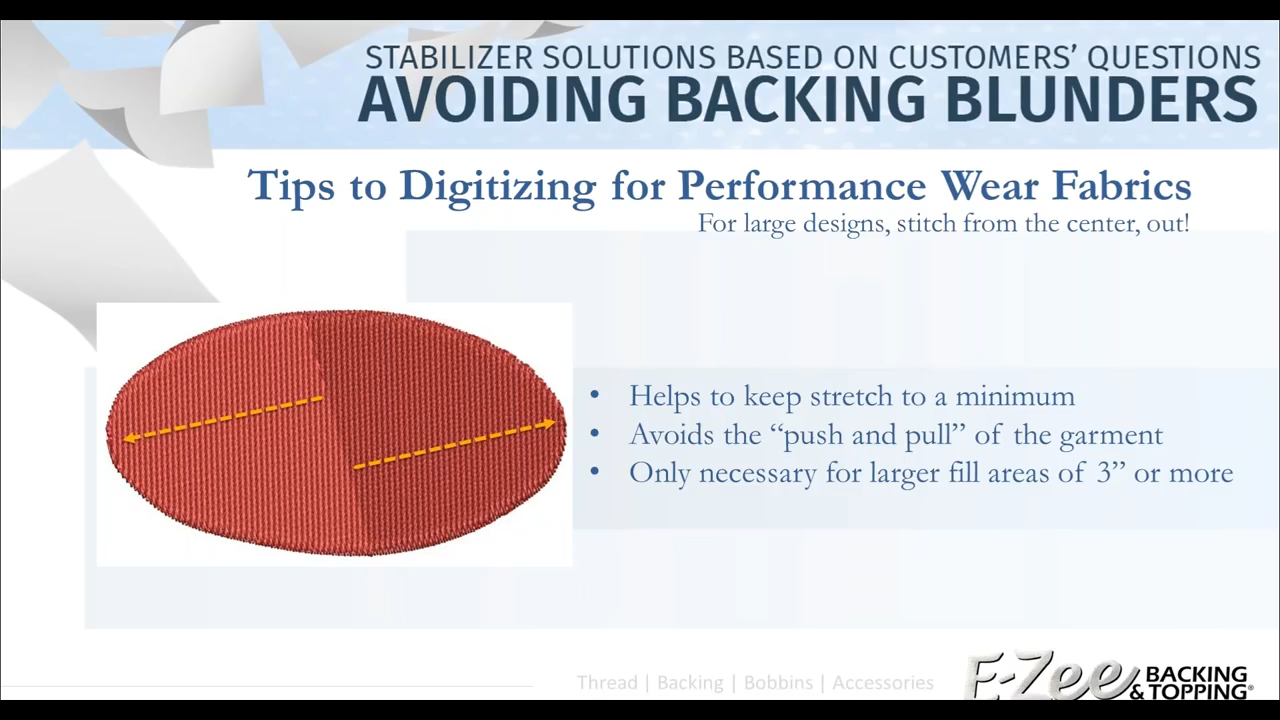 STABILIZER SOLUTIONS BASED ON CUSTOMERS’ QUESTIONS
AVOIDING BACKING BLUNDERS
Tips to Digitizing for Performance Wear Fabrics
For large designs, stitch from the center, out!
• Helps to keep stretch to a minimum
• Avoids the “push and pull” of the garment
• Only necessary for larger fill areas of 3” or more
Thread | Backing | Bobbins | Accessories
E-Zee BACKING
& TOPPING®